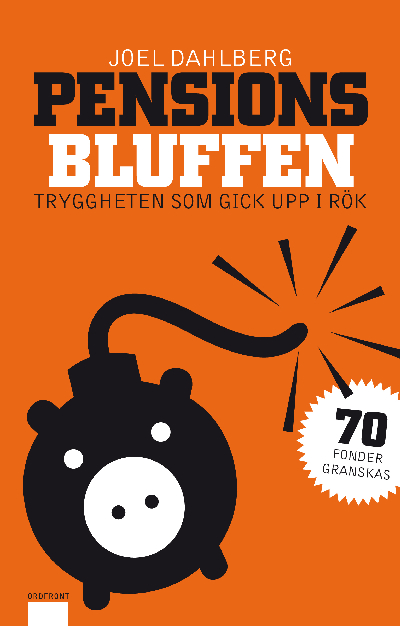 JOEL DAHLBERG
PENSIONS
BLUFFEN
TRYGGHETEN SOM GICK UPP I RÖK
70
FONDER
GRANSKAS
ORDFRONT